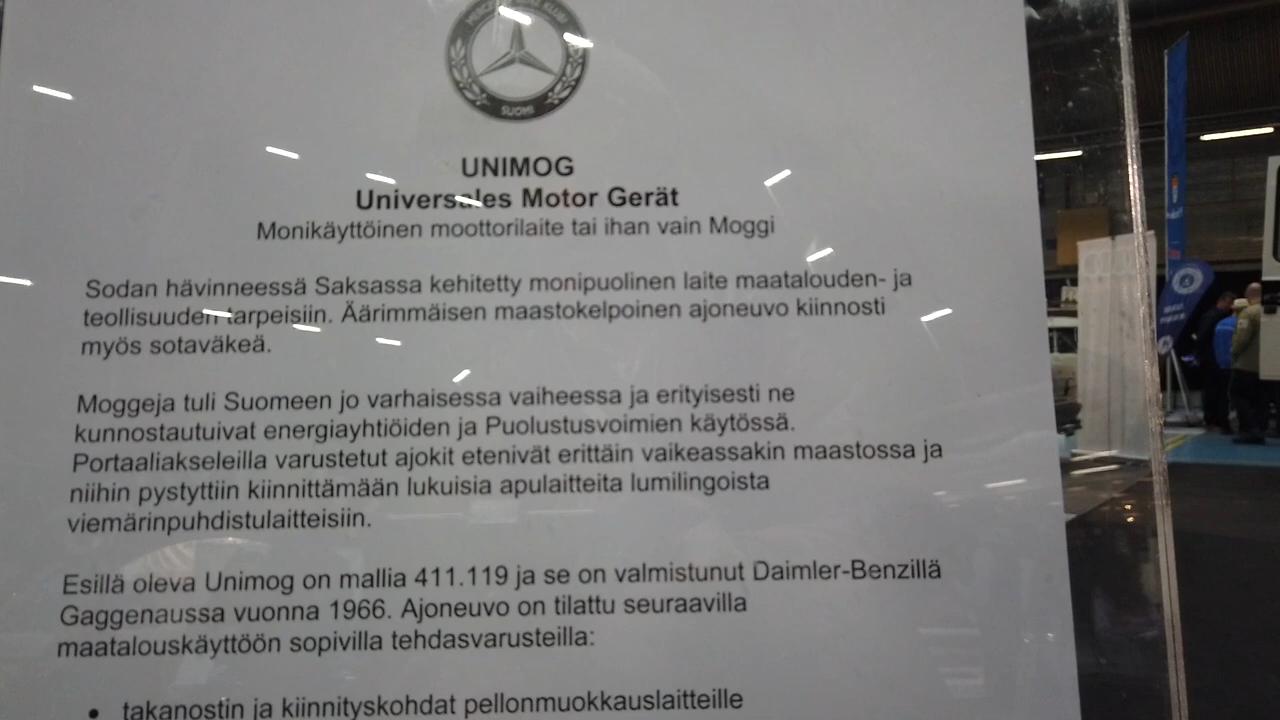 SUOMI
UNIMOG
Universales Motor Gerät
Monikäyttöinen moottorilaite tai ihan vain Moggi
Sodan hävinneessä Saksassa kehitetty monipuolinen laite maatalouden- ja
teollisuuden tarpeisiin. Äärimmäisen maastokelpoinen ajoneuvo kiinnosti
myös sotaväkeä.
Moggeja tuli Suomeen jo varhaisessa vaiheessa ja erityisesti ne
kunnostautuivat energiayhtiöiden ja Puolustusvoimien käytössä.
Portaaliakseleilla varustetut ajokit etenivät erittäin vaikeassakin maastossa ja
niihin pystyttiin kiinnittämään lukuisia apulaitteita lumilingoista
viemärinpuhdistulaitteisiin.
Esillä oleva Unimog on mallia 411.119 ja se on valmistunut Daimler-Benzillä
Gaggenaussa vuonna 1966. Ajoneuvo on tilattu seuraavilla
maatalouskäyttöön sopivilla tehdasvarusteilla:
• takanostin ja kiinnityskohdat pellonmuokkauslaitteille